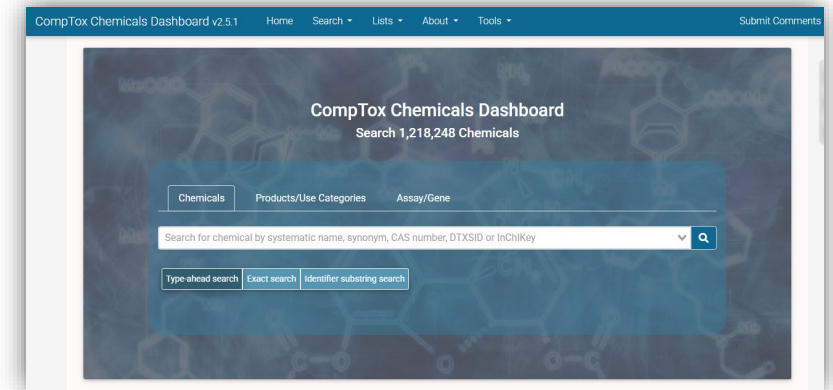 CompTox Chemicals Dashboard v2.5.1 Home Search Lists About Tools Submit Comments
CompTox Chemicals Dashboard
Search 1,218,248 Chemicals
Chemicals Products/Use Categories Assay/Gene
Search for chemical by systematic name, synonym, CAS number, DTXSID or InChIKey
Type-ahead search Exact search Identifier substring search